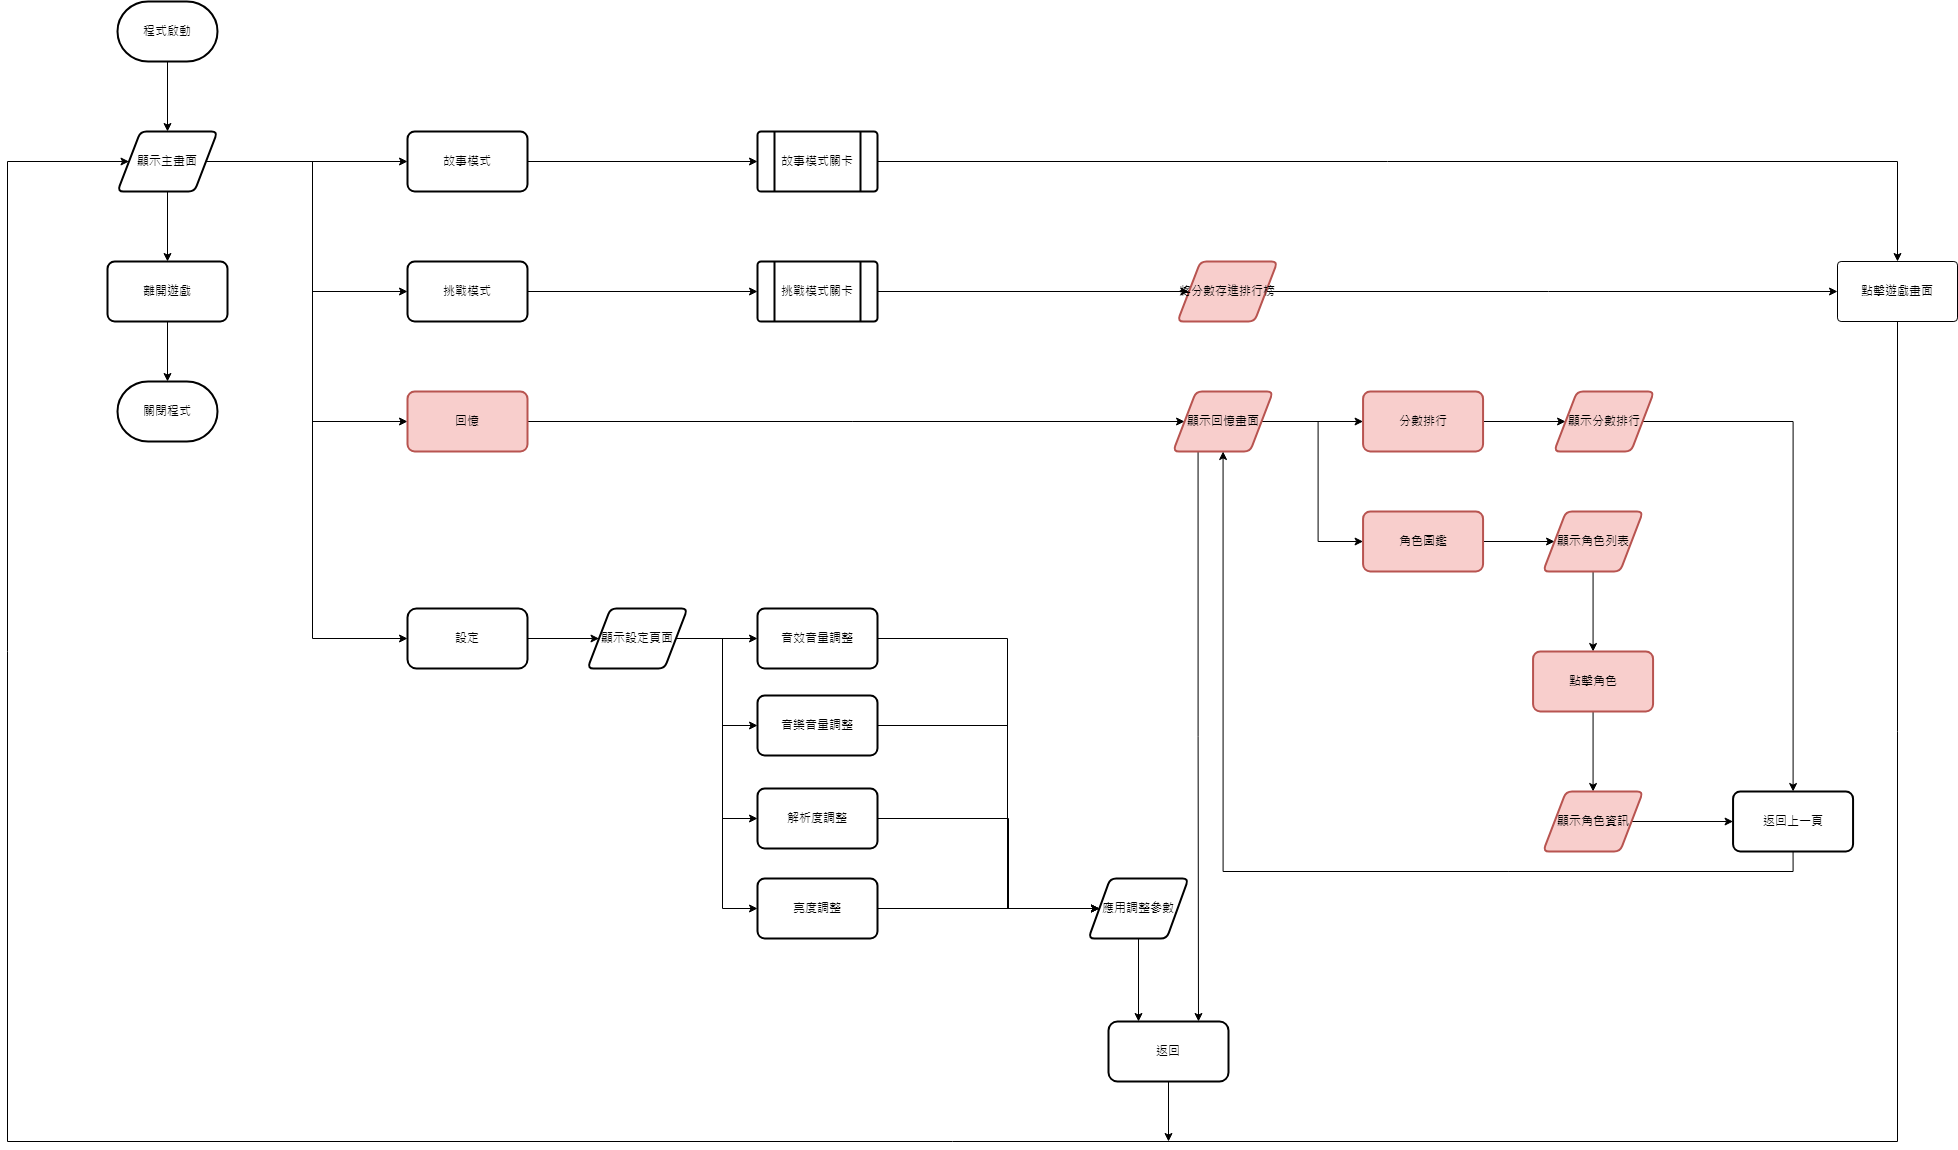 程式啟動
顯示主畫面
故事模式
故事模式關卡
離開遊戲
挑戰模式
挑戰模式關卡
將分數存進排行榜
點擊遊戲畫面
關閉程式
回憶
顯示回憶畫面
分數排行
顯示分數排行
角色圖鑑
顯示角色列表
設定
顯示設定頁面
音效音量調整
點擊角色
音樂音量調整
解析度調整
顯示角色資訊
返回上一頁
亮度調整
應用調整參數
返回